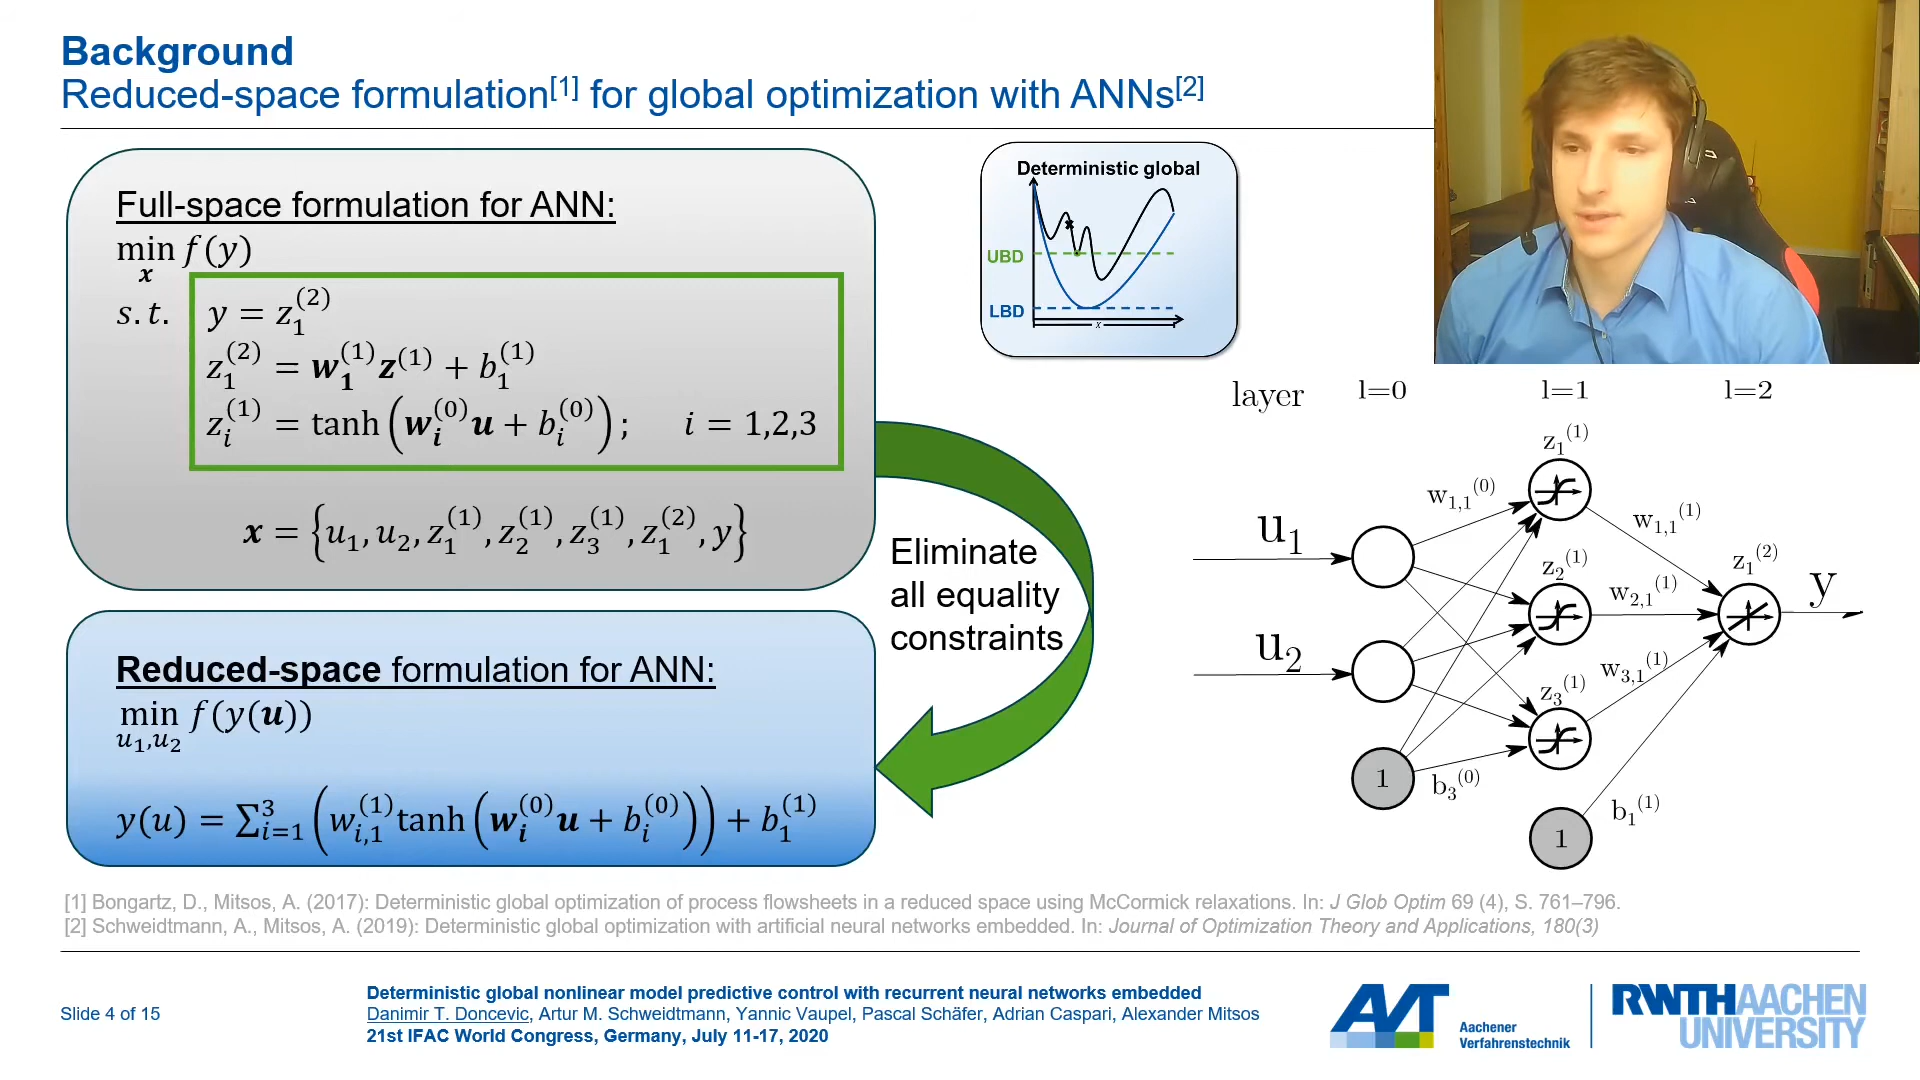 Background
Reduced-space formulation[1] for global optimization with ANNs[2]
Full-space formulation for ANN:
min f(y)
x
s.t. y = z₁⁽²⁾
z₁⁽²⁾ = w₁⁽¹⁾z⁽¹⁾ + b₁⁽¹⁾
zᵢ⁽¹⁾ = tanh(wᵢ⁽⁰⁾u + bᵢ⁽⁰⁾); i = 1,2,3
x = {u₁, u₂, z₁⁽¹⁾, z₂⁽¹⁾, z₃⁽¹⁾, z₁⁽²⁾, y}
Deterministic global
UBD
LBD
x
Eliminate
all equality
constraints
Reduced-space formulation for ANN:
min f(y(u))
u₁,u₂
y(u) = ∑³ᵢ₌₁ (wᵢ,₁⁽¹⁾tanh(wᵢ⁽⁰⁾u + bᵢ⁽⁰⁾)) + b₁⁽¹⁾
layer l=0 l=1 l=2
z₁⁽¹⁾
w₁,₁⁽⁰⁾
w₁,₁⁽¹⁾
u₁
z₂⁽¹⁾
z₁⁽²⁾
w₂,₁⁽¹⁾
y
u₂
w₃,₁⁽¹⁾
z₃⁽¹⁾
1
b₃⁽⁰⁾
b₁⁽¹⁾
1
[1] Bongartz, D., Mitsos, A. (2017): Deterministic global optimization of process flowsheets in a reduced space using McCormick relaxations. In: J Glob Optim 69 (4), S. 761–796.
[2] Schweidtmann, A., Mitsos, A. (2019): Deterministic global optimization with artificial neural networks embedded. In: Journal of Optimization Theory and Applications, 180(3)
Slide 4 of 15
Deterministic global nonlinear model predictive control with recurrent neural networks embedded
Danimir T. Doncevic, Artur M. Schweidtmann, Yannic Vaupel, Pascal Schäfer, Adrian Caspari, Alexander Mitsos
21st IFAC World Congress, Germany, July 11-17, 2020
AVT
Aachener
Verfahrenstechnik
RWTH AACHEN
UNIVERSITY